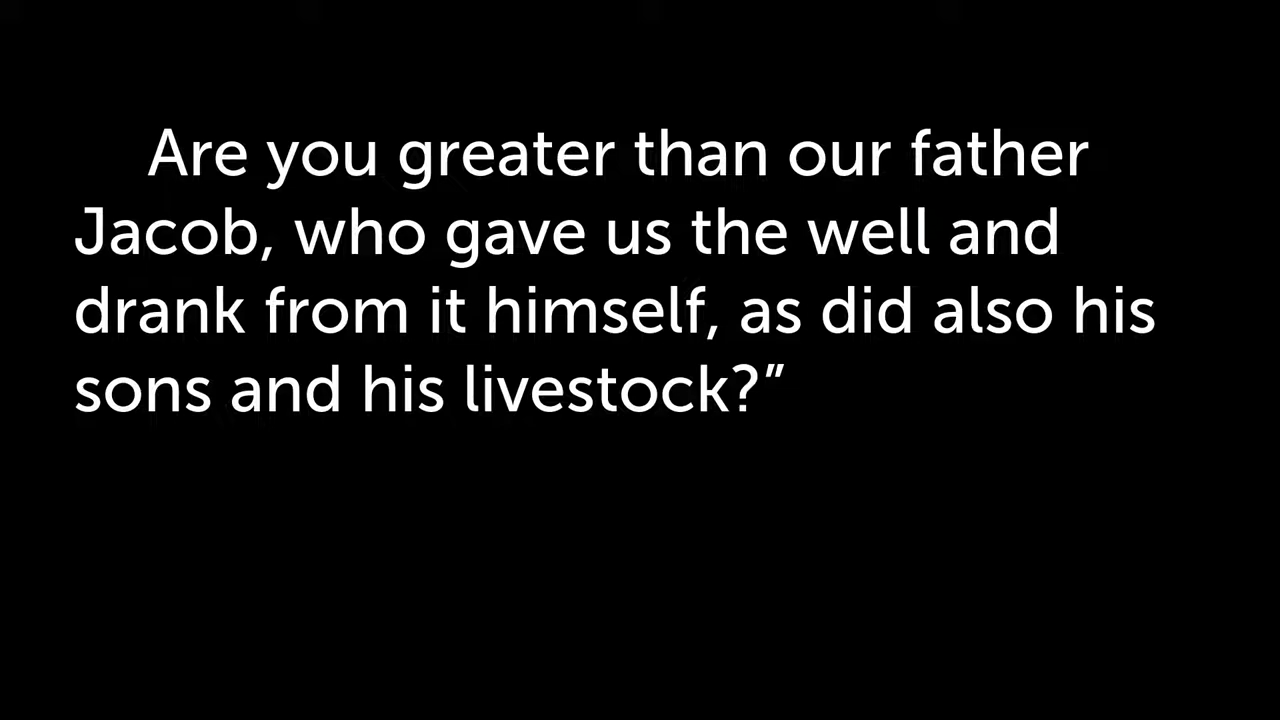 Are you greater than our father
Jacob, who gave us the well and
drank from it himself, as did also his
sons and his livestock?”